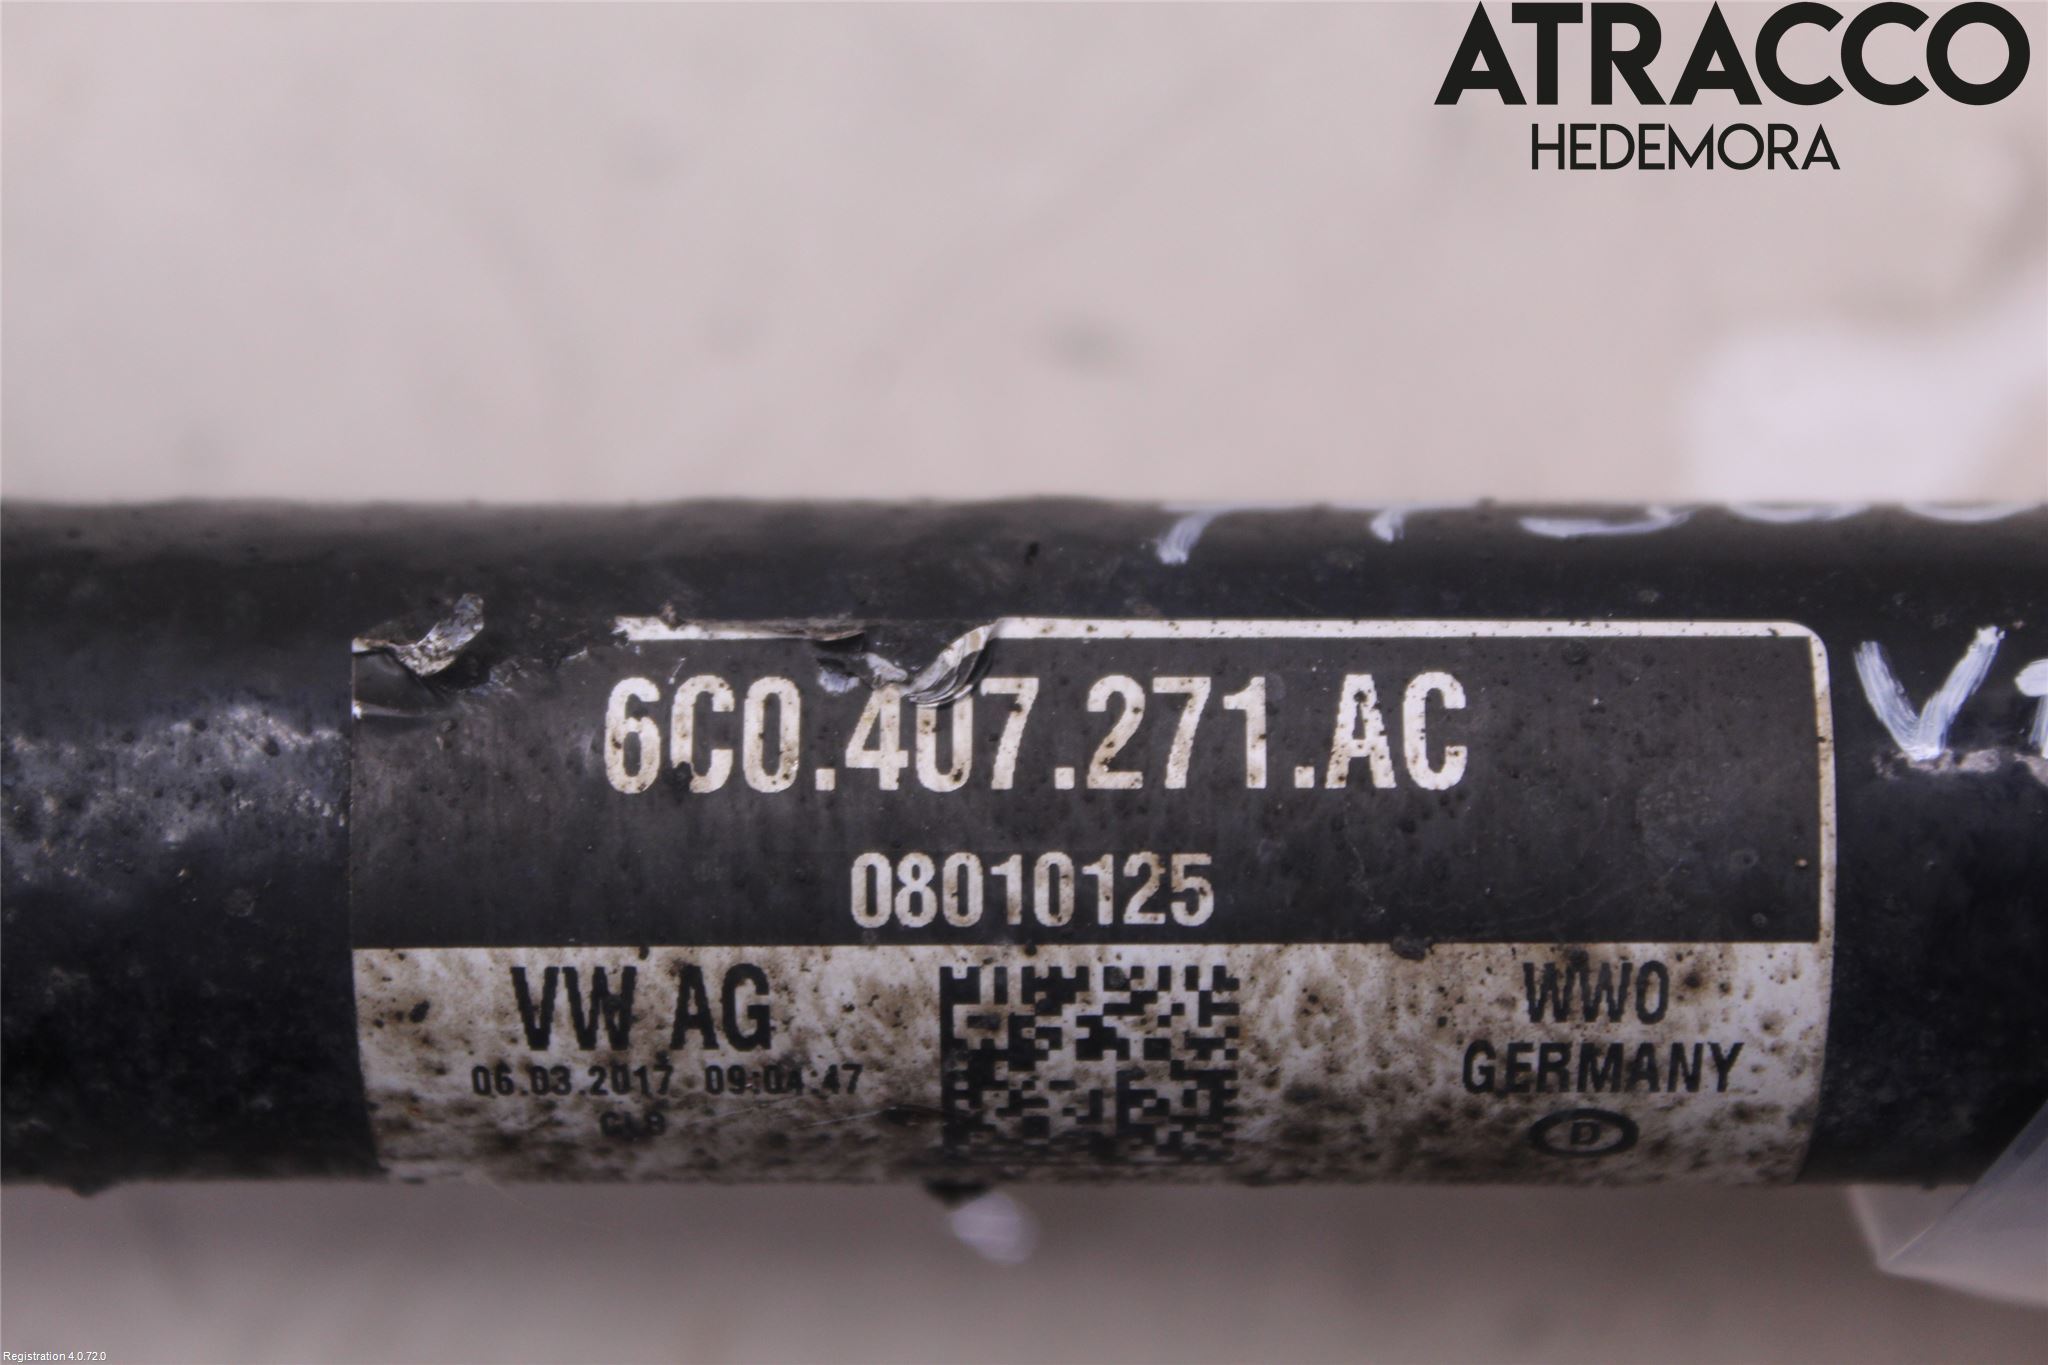 ATRACCO
HEDEMORA
6C0.407.271.AC
08010125
VW AG
06.03.2017 09:04:47
WWO
GERMANY
D
Registration 4.0.72.0